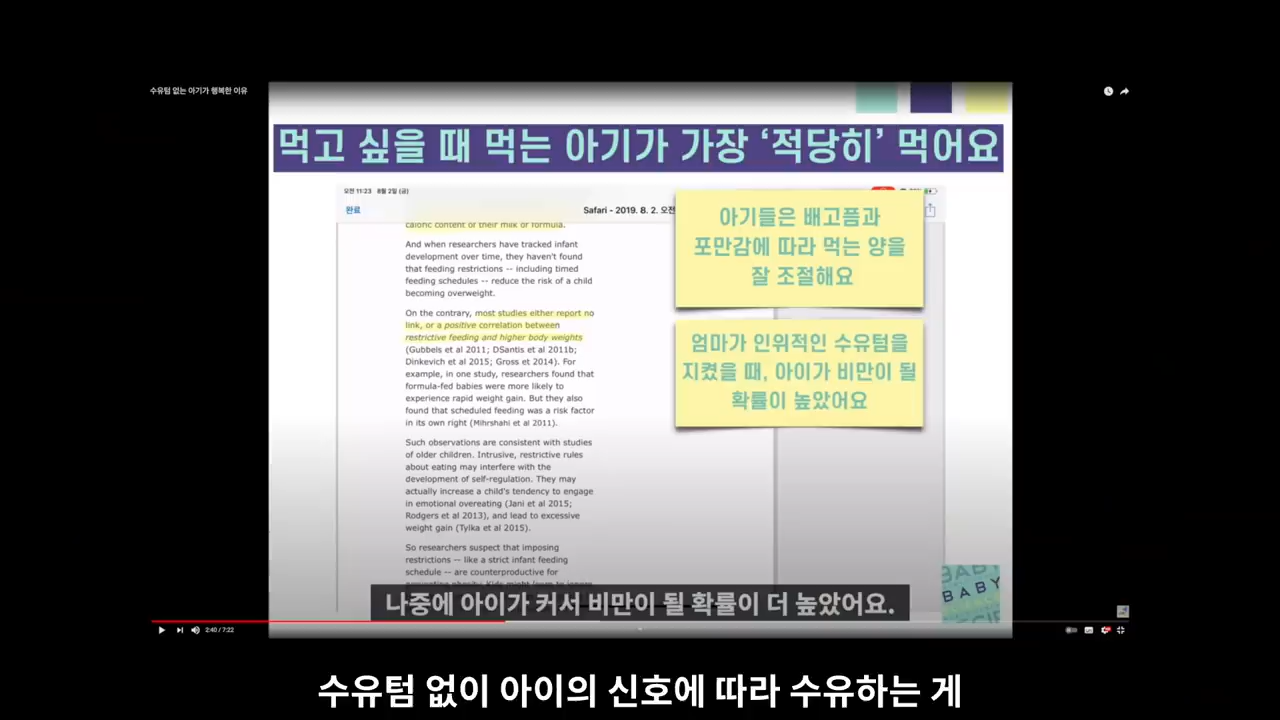 수유텀 없는 아기가 행복한 이유
먹고 싶을 때 먹는 아기가 가장 ‘적당히’ 먹어요
오전 11:23 8월 2일 (금)
완료
Safari - 2019. 8. 2. 오전
caloric content of their milk or formula.
And when researchers have tracked infant
development over time, they haven't found
that feeding restrictions -- including timed
feeding schedules -- reduce the risk of a child
becoming overweight.
On the contrary, most studies either report no
link, or a positive correlation between
restrictive feeding and higher body weights
(Gubbels et al 2011; DSantis et al 2011b;
Dinkevich et al 2015; Gross et 2014). For
example, in one study, researchers found that
formula-fed babies were more likely to
experience rapid weight gain. But they also
found that scheduled feeding was a risk factor
in its own right (Mihrshahi et al 2011).
Such observations are consistent with studies
of older children. Intrusive, restrictive rules
about eating may interfere with the
development of self-regulation. They may
actually increase a child's tendency to engage
in emotional overeating (Jani et al 2015;
Rodgers et al 2013), and lead to excessive
weight gain (Tylka et al 2015).
So researchers suspect that imposing
restrictions -- like a strict infant feeding
schedule -- are counterproductive for
아기들은 배고픔과
포만감에 따라 먹는 양을
잘 조절해요
엄마가 인위적인 수유텀을
지켰을 때, 아이가 비만이 될
확률이 높았어요
BABY
나중에 아이가 커서 비만이 될 확률이 더 높았어요.
2:40 / 7:22
수유텀 없이 아이의 신호에 따라 수유하는 게